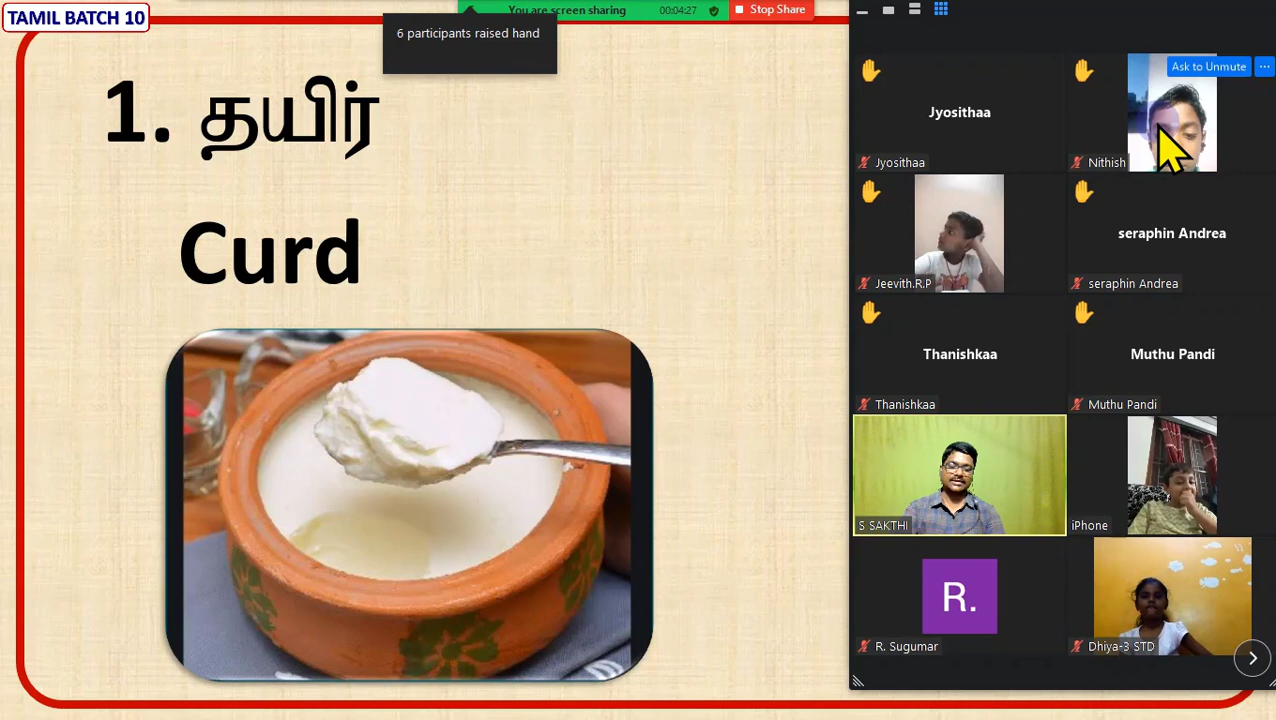 TAMIL BATCH 10
You are screen sharing
00:04:27
Stop Share
6 participants raised hand
1. தயிர்
Curd
Ask to Unmute
Jyosithaa
Jyosithaa
Nithish
Jeevith.R.P
seraphin Andrea
seraphin Andrea
Thanishkaa
Thanishkaa
Muthu Pandi
Muthu Pandi
S SAKTHI
iPhone
R.
R. Sugumar
Dhiya-3 STD